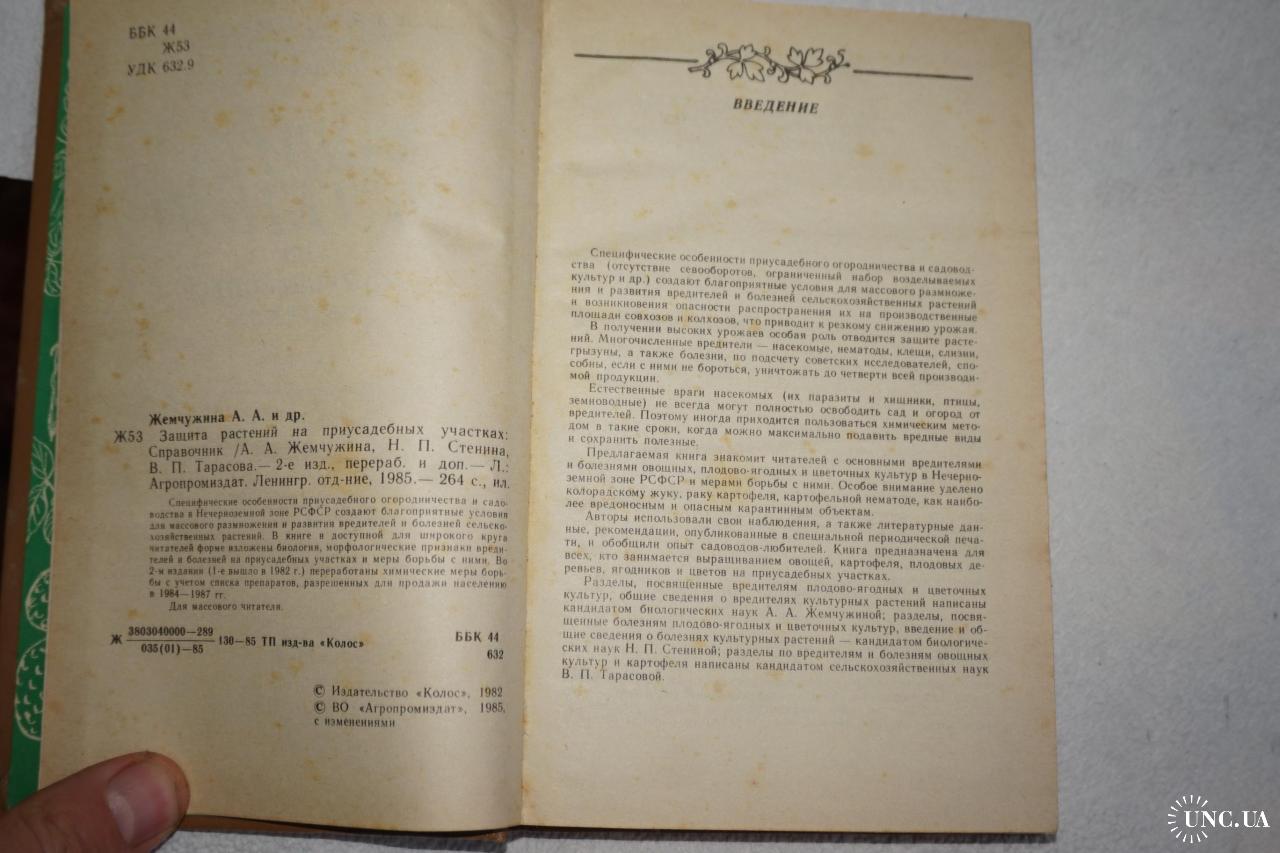 ББК 44
Ж53
УДК 632.9
Жемчужина А. А. и др.
Ж53 Защита растений на приусадебных участках:
Справочник /А. А. Жемчужина, Н. П. Стенина,
В. П. Тарасова.— 2-е изд., перераб. и доп.— Л.:
Агропромиздат. Ленингр. отд-ние, 1985.— 264 с., ил.
Специфические особенности приусадебного огородничества и садо-
водства в Нечерноземной зоне РСФСР создают благоприятные условия
для массового размножения и развития вредителей и болезней сельско-
хозяйственных растений. В книге и доступной для широкого круга
читателей форме изложены биология, морфологические признаки вреди-
телей и болезней на приусадебных участках и меры борьбы с ними. Во
2-м издании (1-е вышло в 1982 г.) переработаны химические меры борь-
бы с учетом списка препаратов, разрешенных для продажи населению
в 1984—1987 гг.
Для массового читателя.
Ж 3803040000—289
035(01)—85
130—85 ТП изд-ва «Колос»
ББК 44
632
© Издательство «Колос», 1982
© ВО «Агропромиздат», 1985,
с изменениями
ВВЕДЕНИЕ
Специфические особенности приусадебного огородничества и садовод-
ства (отсутствие севооборотов, ограниченный набор возделываемых
культур и др.) создают благоприятные условия для массового размноже-
ния и развития вредителей и болезней сельскохозяйственных растений
и возникновения опасности распространения их на производственные
площади совхозов и колхозов, что приводит к резкому снижению урожая.
В получении высоких урожаев особая роль отводится защите расте-
ний. Многочисленные вредители — насекомые, нематоды, клещи, слизни,
грызуны, а также болезни, по подсчету советских исследователей, спо-
собны, если с ними не бороться, уничтожать до четверти всей производи-
мой продукции.
Естественные враги насекомых (их паразиты и хищники, птицы,
земноводные) не всегда могут полностью освободить сад и огород от
вредителей. Поэтому иногда приходится пользоваться химическим мето-
дом в такие сроки, когда можно максимально подавить вредные виды
и сохранить полезные.
Предлагаемая книга знакомит читателей с основными вредителями
и болезнями овощных, плодово-ягодных и цветочных культур в Нечерно-
земной зоне РСФСР и мерами борьбы с ними. Особое внимание уделено
колорадскому жуку, раку картофеля, картофельной нематоде, как наибо-
лее вредоносным и опасным карантинным объектам.
Авторы использовали свои наблюдения, а также литературные дан-
ные, рекомендации, опубликованные в специальной периодической печа-
ти, и обобщили опыт садоводов-любителей. Книга предназначена для
всех, кто занимается выращиванием овощей, картофеля, плодовых де-
ревьев, ягодников и цветов на приусадебных участках.
Разделы, посвященные вредителям плодово-ягодных и цветочных
культур, общие сведения о вредителях культурных растений написаны
кандидатом биологических наук А. А. Жемчужиной; разделы, посвя-
щенные болезням плодово-ягодных и цветочных культур, введение и об-
щие сведения о болезнях культурных растений — кандидатом биологиче-
ских наук Н. П. Стениной; разделы по вредителям и болезням овощных
культур и картофеля написаны кандидатом сельскохозяйственных наук
В. П. Тарасовой.
UNC.UA